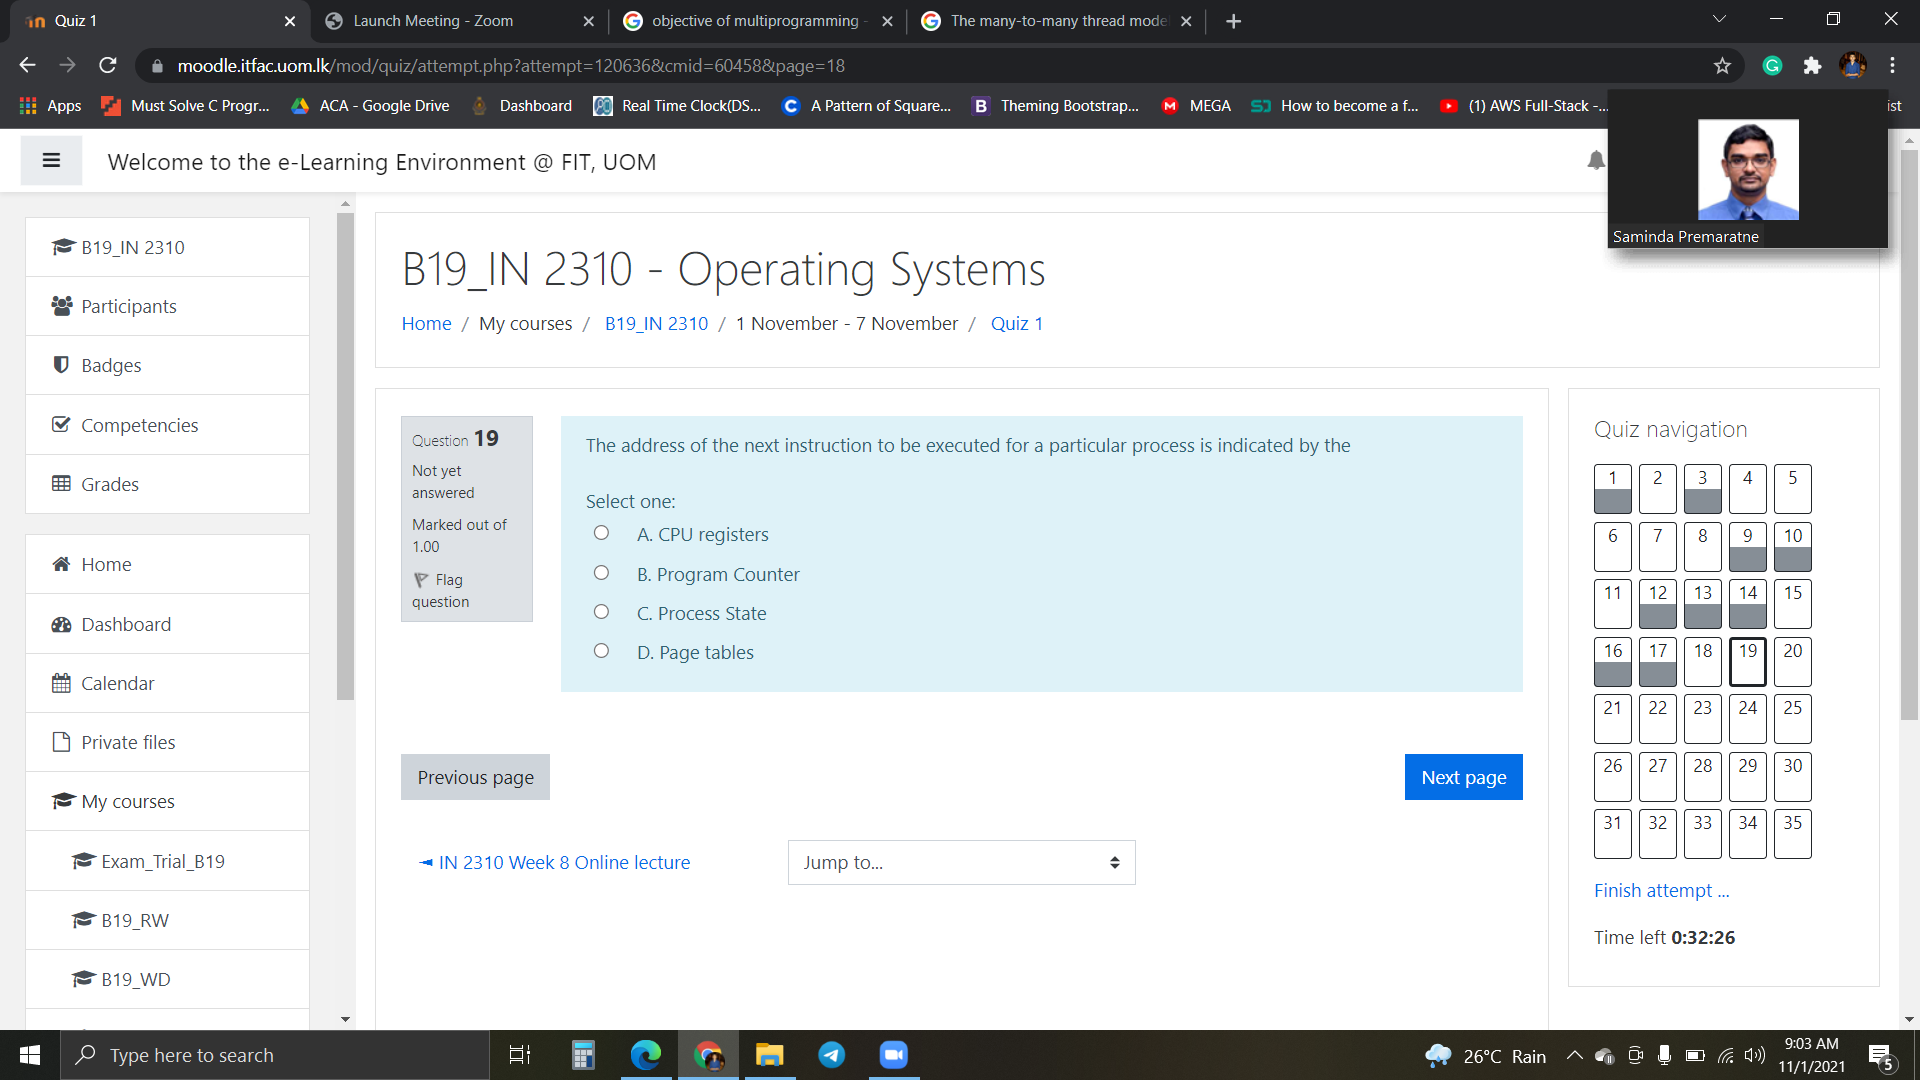 Quiz 1
Launch Meeting - Zoom
objective of multiprogramming -
The many-to-many thread mode
moodle.itfac.uom.lk/mod/quiz/attempt.php?attempt=120636&cmid=60458&page=18
Apps
Must Solve C Progr...
ACA - Google Drive
Dashboard
Real Time Clock(DS...
A Pattern of Square...
Theming Bootstrap...
MEGA
How to become a f...
(1) AWS Full-Stack -...
ist
Welcome to the e-Learning Environment @ FIT, UOM
Saminda Premaratne
B19_IN 2310
Participants
Badges
Competencies
Grades
Home
Dashboard
Calendar
Private files
My courses
Exam_Trial_B19
B19_RW
B19_WD
B19_IN 2310 - Operating Systems
Home / My courses / B19_IN 2310 / 1 November - 7 November / Quiz 1
Question 19
Not yet
answered
Marked out of
1.00
Flag
question
The address of the next instruction to be executed for a particular process is indicated by the
Select one:
A. CPU registers
B. Program Counter
C. Process State
D. Page tables
Previous page
Next page
◄ IN 2310 Week 8 Online lecture
Jump to...
Quiz navigation
1 2 3 4 5
6 7 8 9 10
11 12 13 14 15
16 17 18 19 20
21 22 23 24 25
26 27 28 29 30
31 32 33 34 35
Finish attempt ...
Time left 0:32:26
Type here to search
26°C Rain
9:03 AM
11/1/2021
5